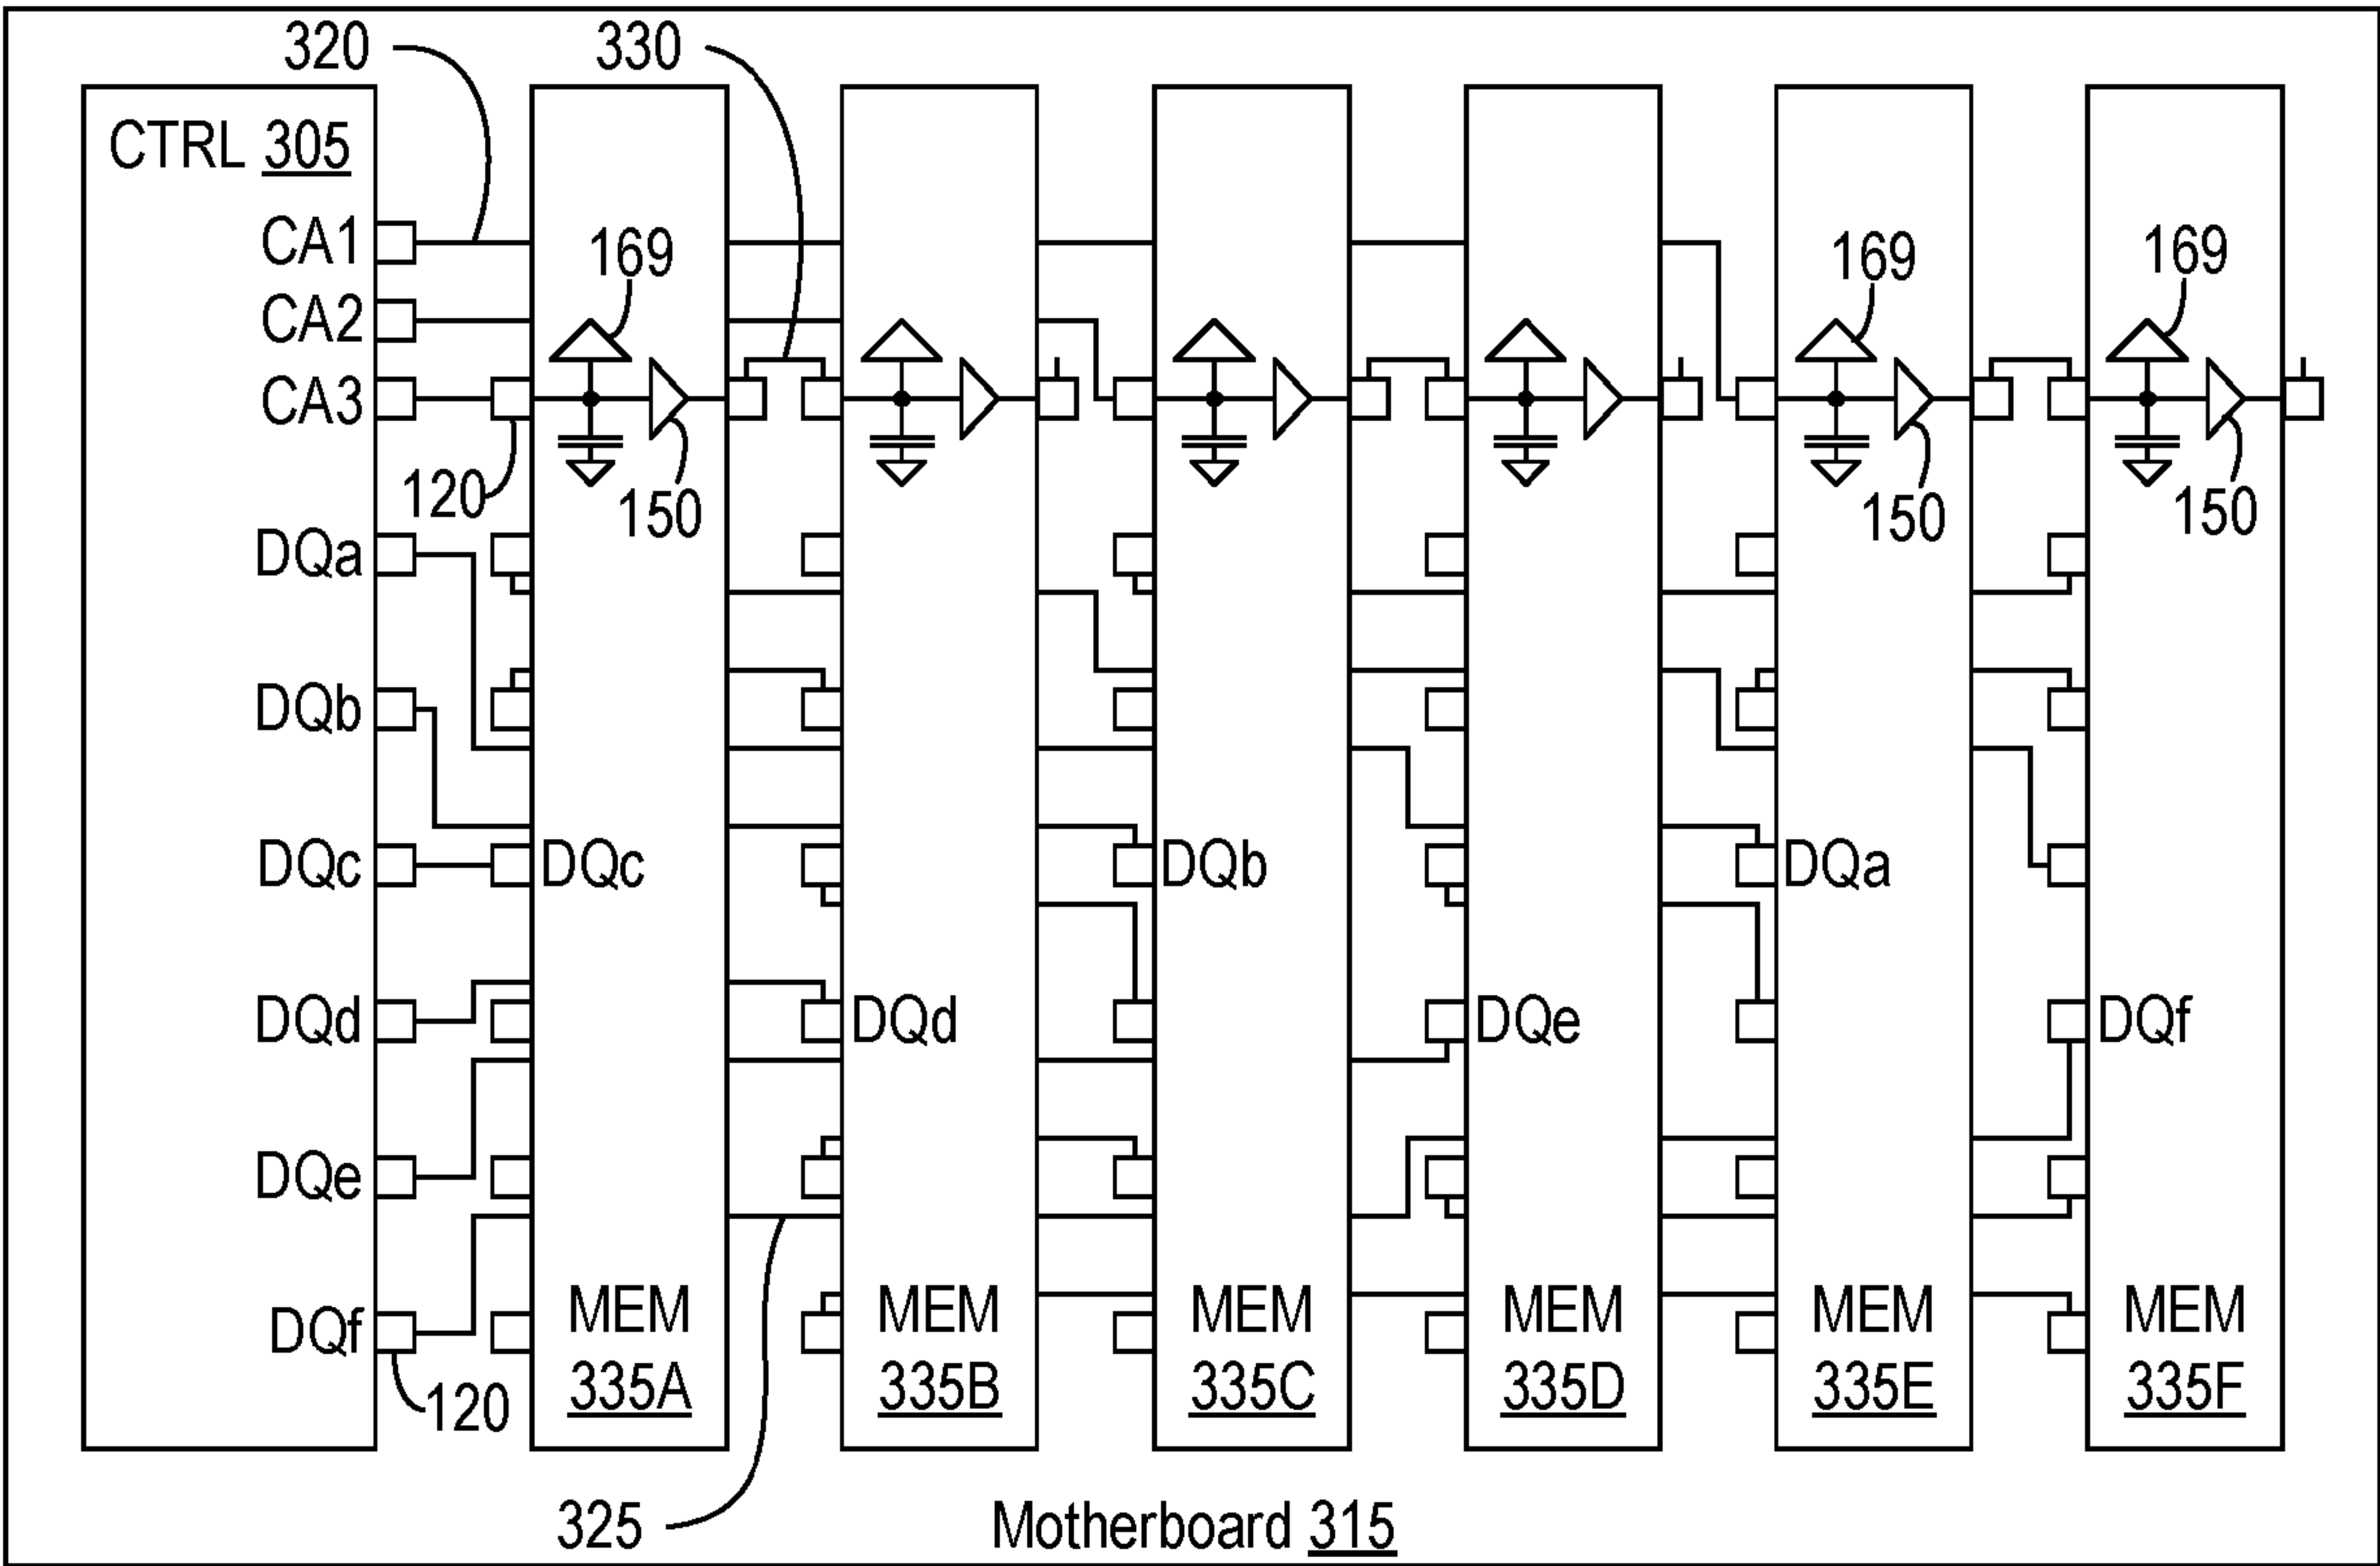 320
330
CTRL 305
CA1
169
169
169
CA2
CA3
120
150
150
150
DQa
DQb
DQc
DQc
DQb
DQa
DQd
DQd
DQe
DQf
DQe
DQf
120
MEM
335A
MEM
335B
MEM
335C
MEM
335D
MEM
335E
MEM
335F
325
Motherboard 315